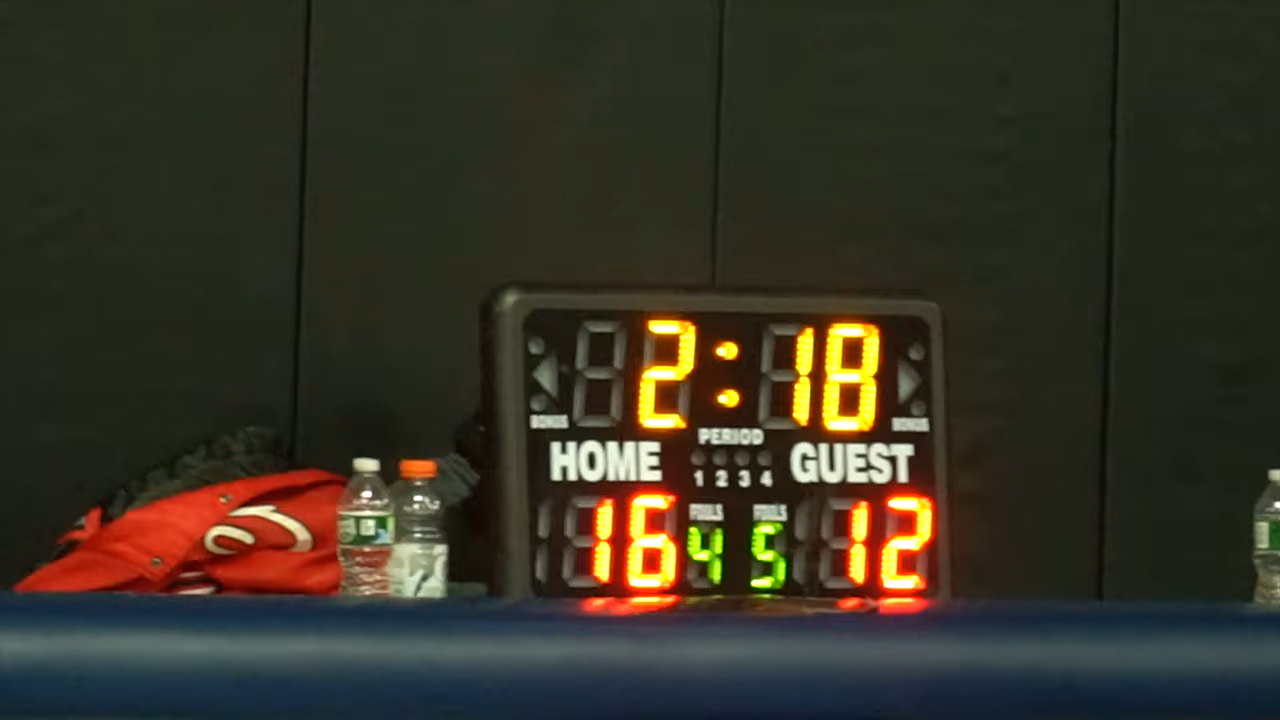 2:18
BONUS PERIOD BONUS
HOME 1 2 3 4 GUEST
FOULS FOULS
16 4 5 12